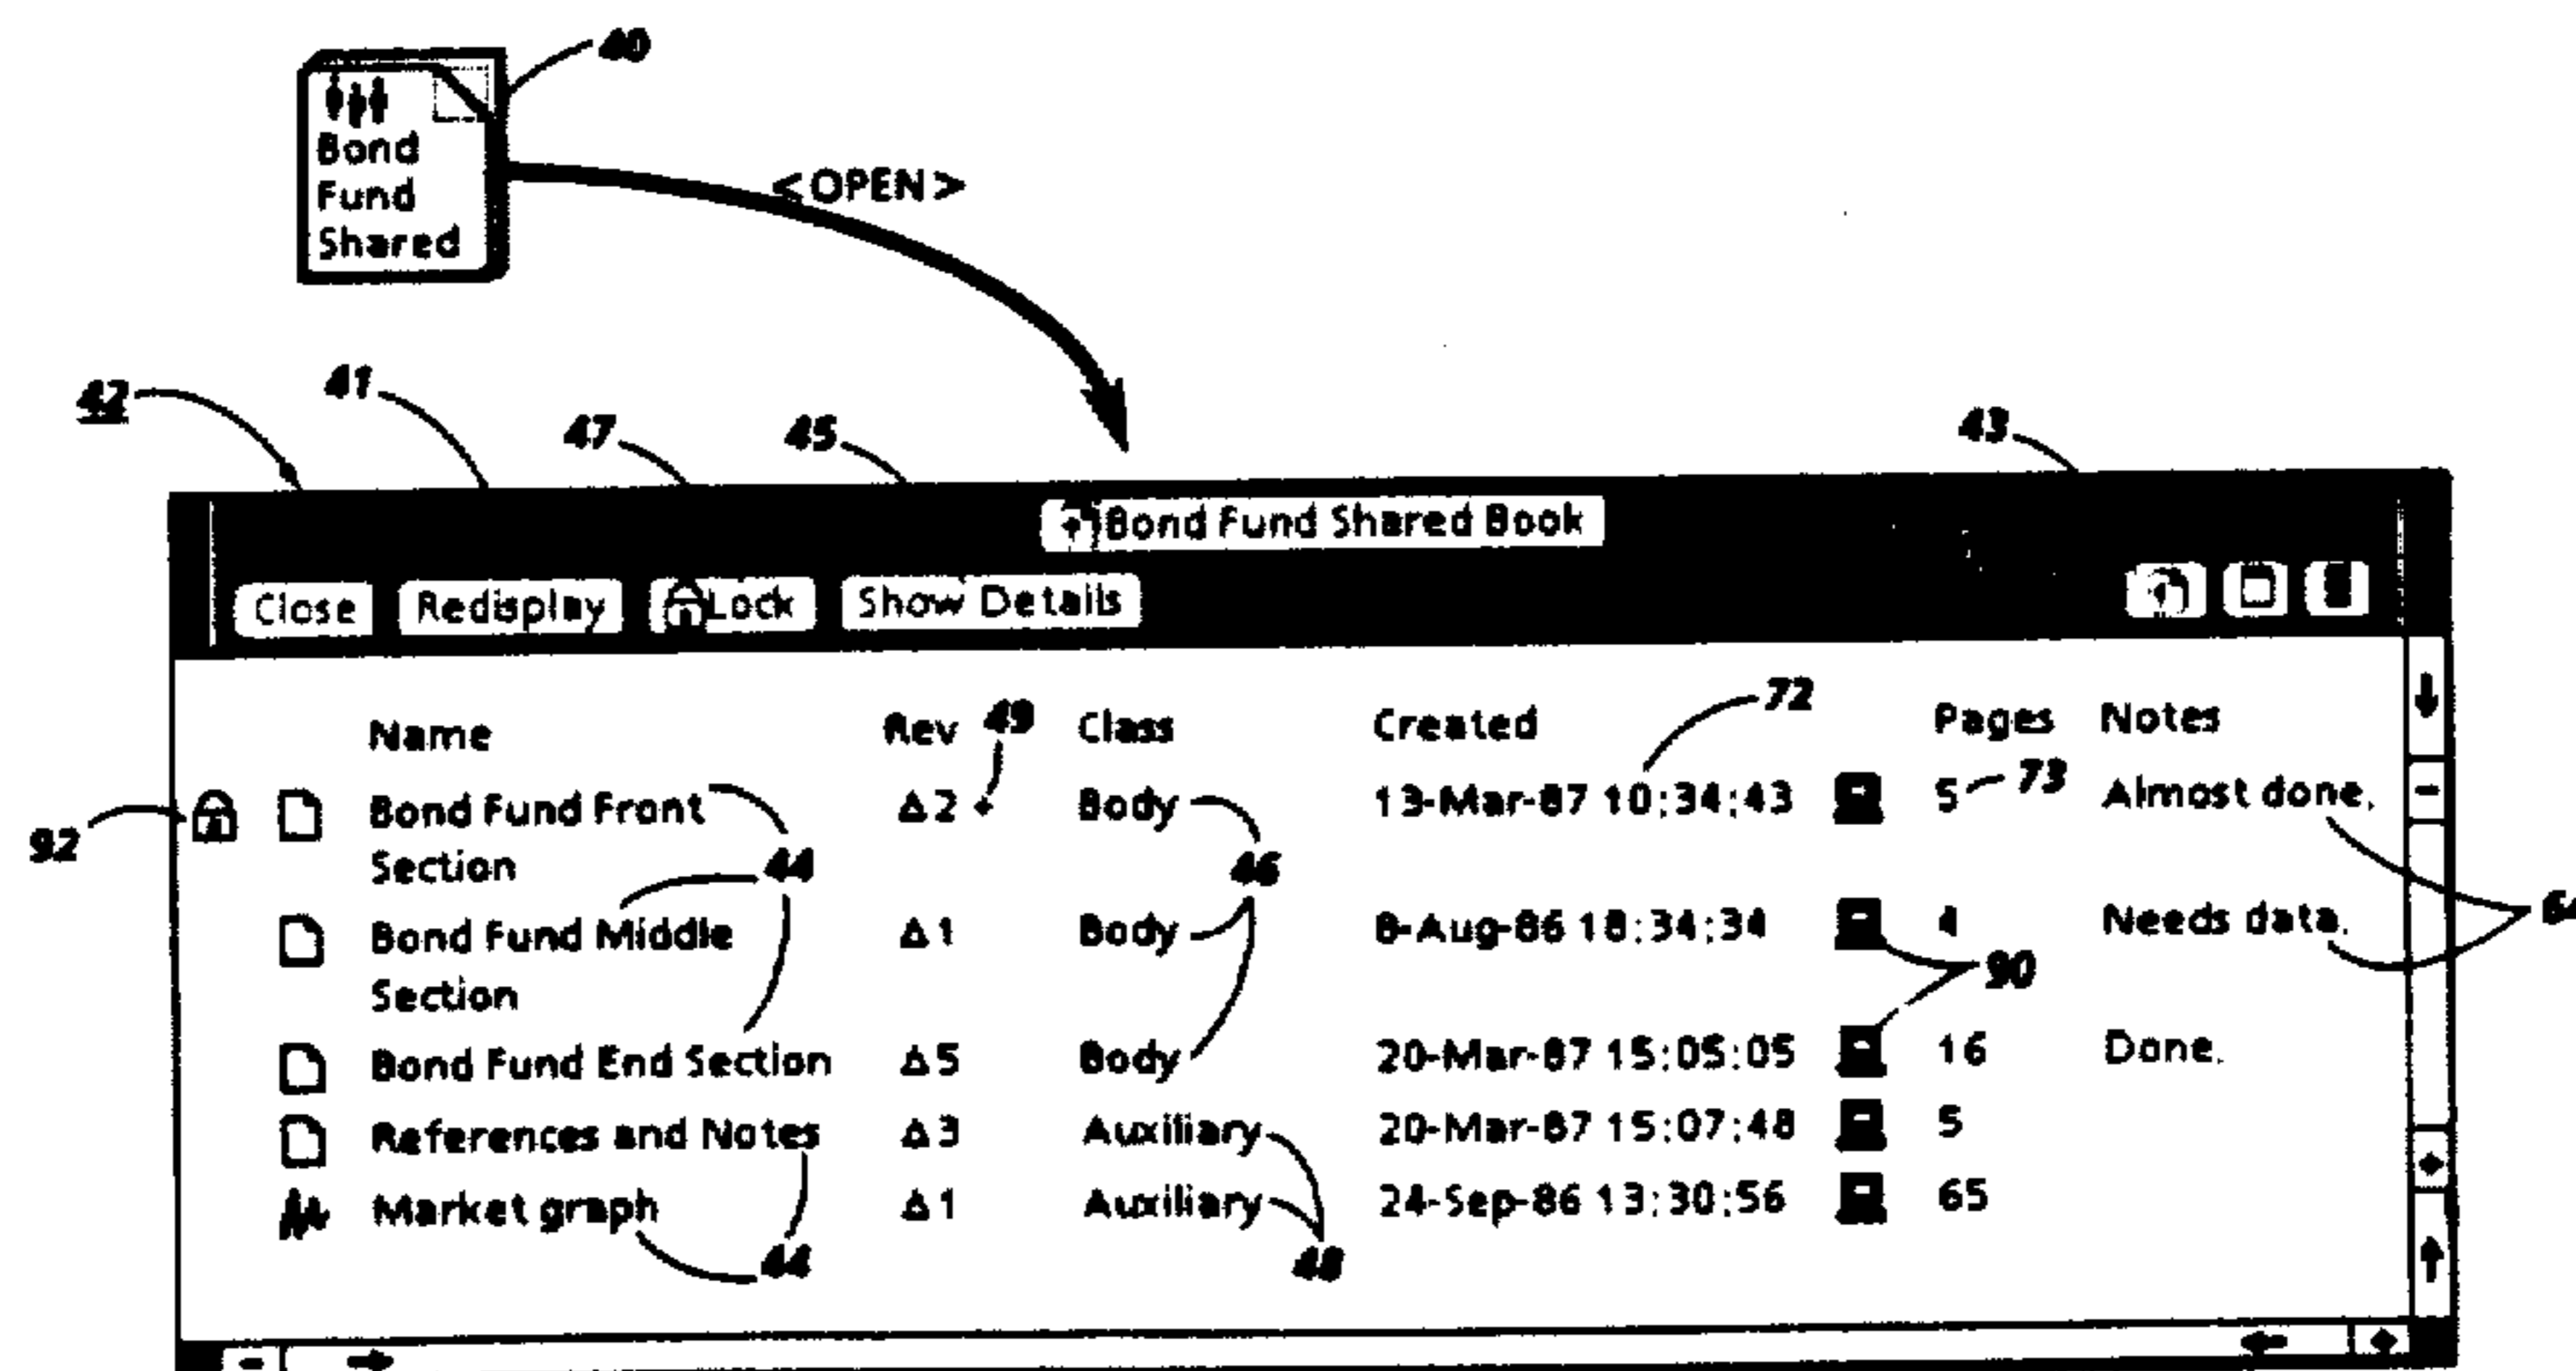 40
Bond
Fund
Shared
<OPEN>
42 41 47 45 43
Bond Fund Shared Book
Close Redisplay Lock Show Details
Name Rev 49 Class Created 72 Pages Notes
92 Bond Fund Front Δ2 Body 13-Mar-87 10:34:43 5 73 Almost done.
Section 44 46
Bond Fund Middle Δ1 Body 8-Aug-86 18:34:34 4 Needs data.
Section 90
Bond Fund End Section Δ5 Body 20-Mar-87 15:05:05 16 Done.
References and Notes Δ3 Auxiliary 20-Mar-87 15:07:48 5
Market graph Δ1 Auxiliary 24-Sep-86 13:30:56 65
44 48